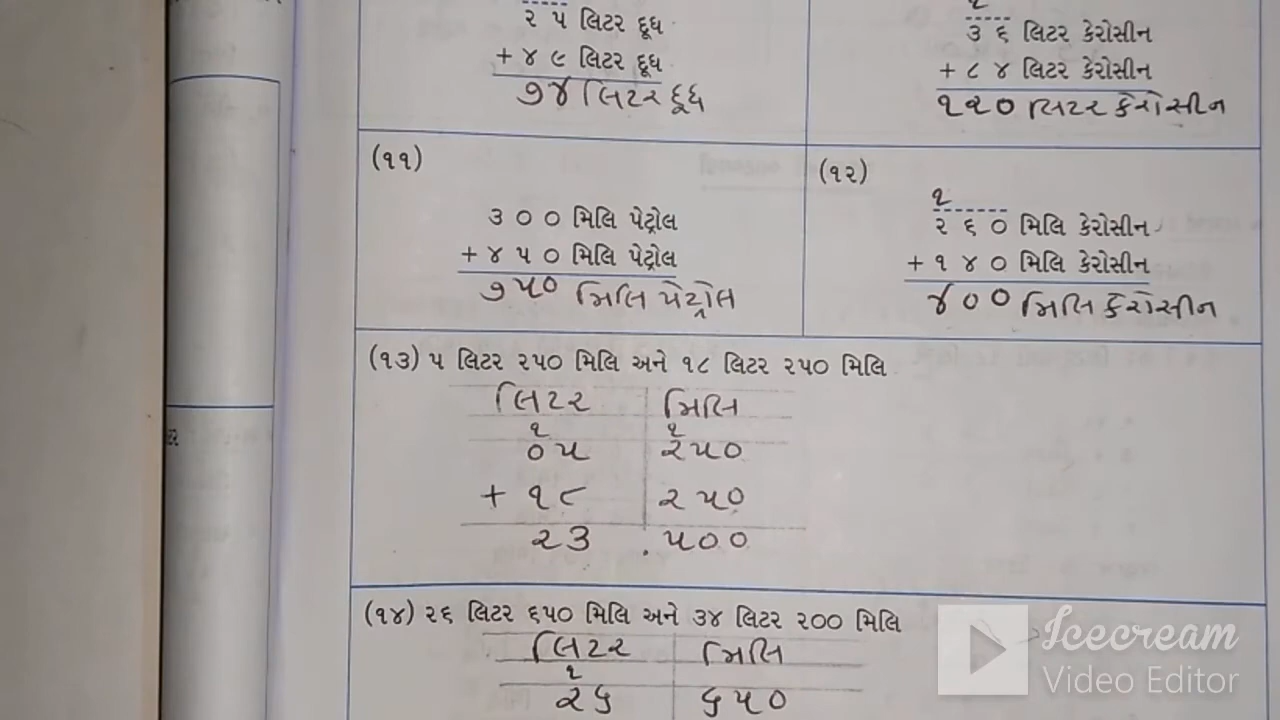 ૨ ૫ લિટર દૂધ
+ ૪ ૯ લિટર દૂધ
૭૪ લિટર દૂધ
૩ ૬ લિટર કેરોસીન
+ ૮ ૪ લિટર કેરોસીન
૧૨૦ લિટર કેરોસીન
(૧૧)
૩ ૦ ૦ મિલિ પેટ્રોલ
+ ૪ ૫ ૦ મિલિ પેટ્રોલ
૭૫૦ મિલિ પેટ્રોલ
(૧૨)
૧
૨ ૬ ૦ મિલિ કેરોસીન
+ ૧ ૪ ૦ મિલિ કેરોસીન
૪૦૦ મિલિ કેરોસીન
(૧૩) ૫ લિટર ૨૫૦ મિલિ અને ૧૮ લિટર ૨૫૦ મિલિ
લિટર મિલિ
૧ ૧
૦૫ ૨૫૦
+ ૧૮ ૨૫૦
૨૩ . ૫૦૦
(૧૪) ૨૬ લિટર ૬૫૦ મિલિ અને ૩૪ લિટર ૨૦૦ મિલિ
લિટર મિલિ
૧
૨૬ ૬૫૦
Icecream
Video Editor